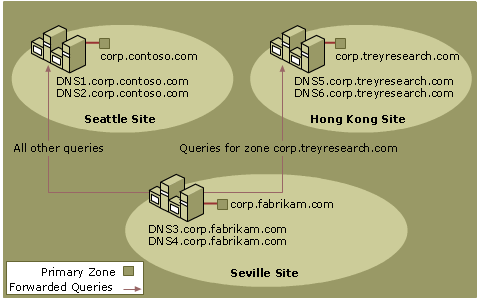 corp.contoso.com
DNS1.corp.contoso.com
DNS2.corp.contoso.com
Seattle Site
corp.treyresearch.com
DNS5.corp.treyresearch.com
DNS6.corp.treyresearch.com
Hong Kong Site
All other queries
Queries for zone corp.treyresearch.com
corp.fabrikam.com
DNS3.corp.fabrikam.com
DNS4.corp.fabrikam.com
Seville Site
Primary Zone
Forwarded Queries